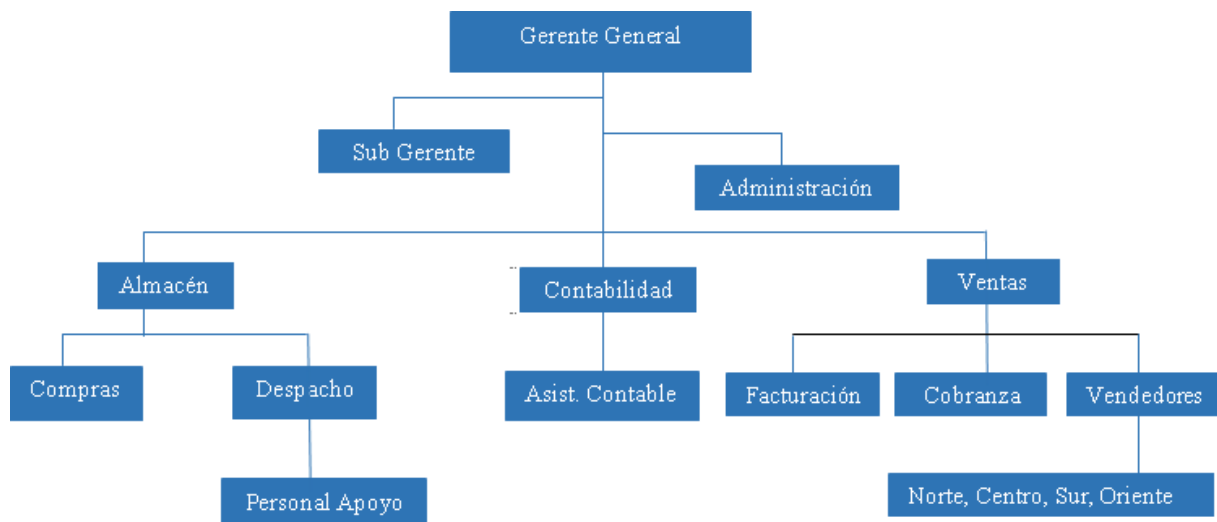 Gerente General
Sub Gerente
Administración
Almacén
Contabilidad
Ventas
Compras
Despacho
Asist. Contable
Facturación
Cobranza
Vendedores
Personal Apoyo
Norte, Centro, Sur, Oriente